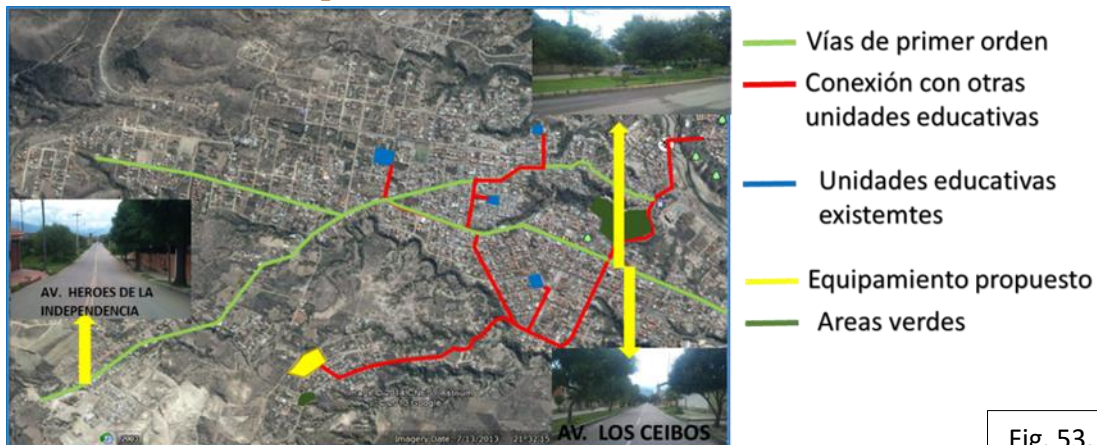 Vías de primer orden
Conexión con otras
unidades educativas
Unidades educativas
existemtes
Equipamiento propuesto
Areas verdes
AV. HEROES DE LA
INDEPENDENCIA
AV. LOS CEIBOS
Imagery Date: 7/13/2013
Fig. 53